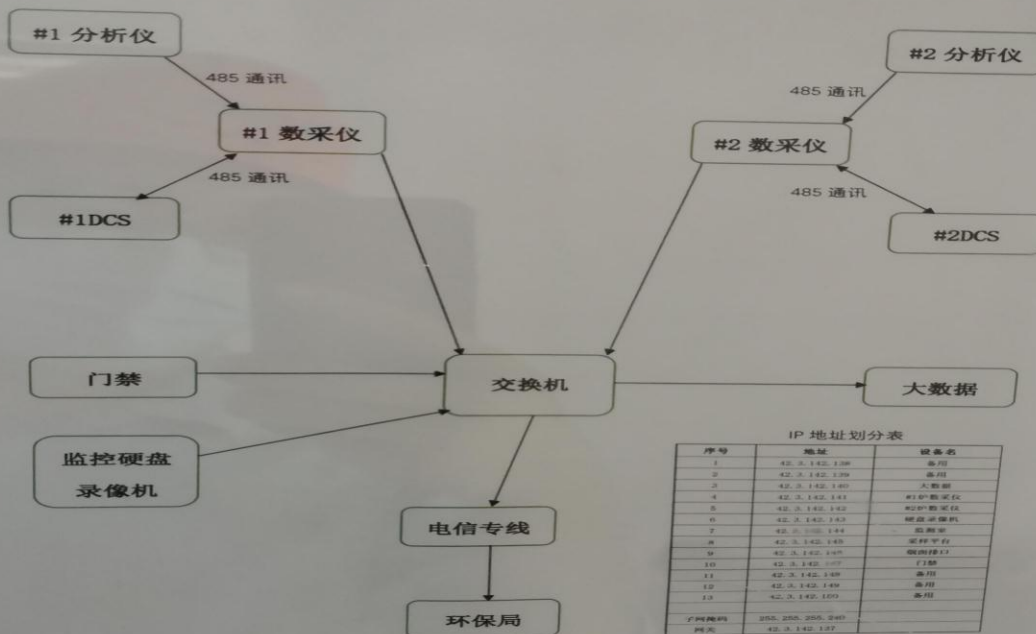 #1 分析仪
#2 分析仪
485 通讯
485 通讯
#1 数采仪
#2 数采仪
485 通讯
485 通讯
#1DCS
#2DCS
门禁
交换机
大数据
监控硬盘
录像机
电信专线
环保局
IP 地址划分表
序号 地址 设备名
1 42.3.142.138 备用
2 42.3.142.139 备用
3 42.3.142.140 大数据
4 42.3.142.141 #1炉数采仪
5 42.3.142.142 #2炉数采仪
6 42.3.142.143 硬盘录像机
7 监测室
8 42.3.142.145 采样平台
9
10 门禁
11 42.3.142.148 备用
12 42.3.142.149 备用
13 42.3.142.150 备用
子网掩码 255.255.255.240
网关 42.3.142.137